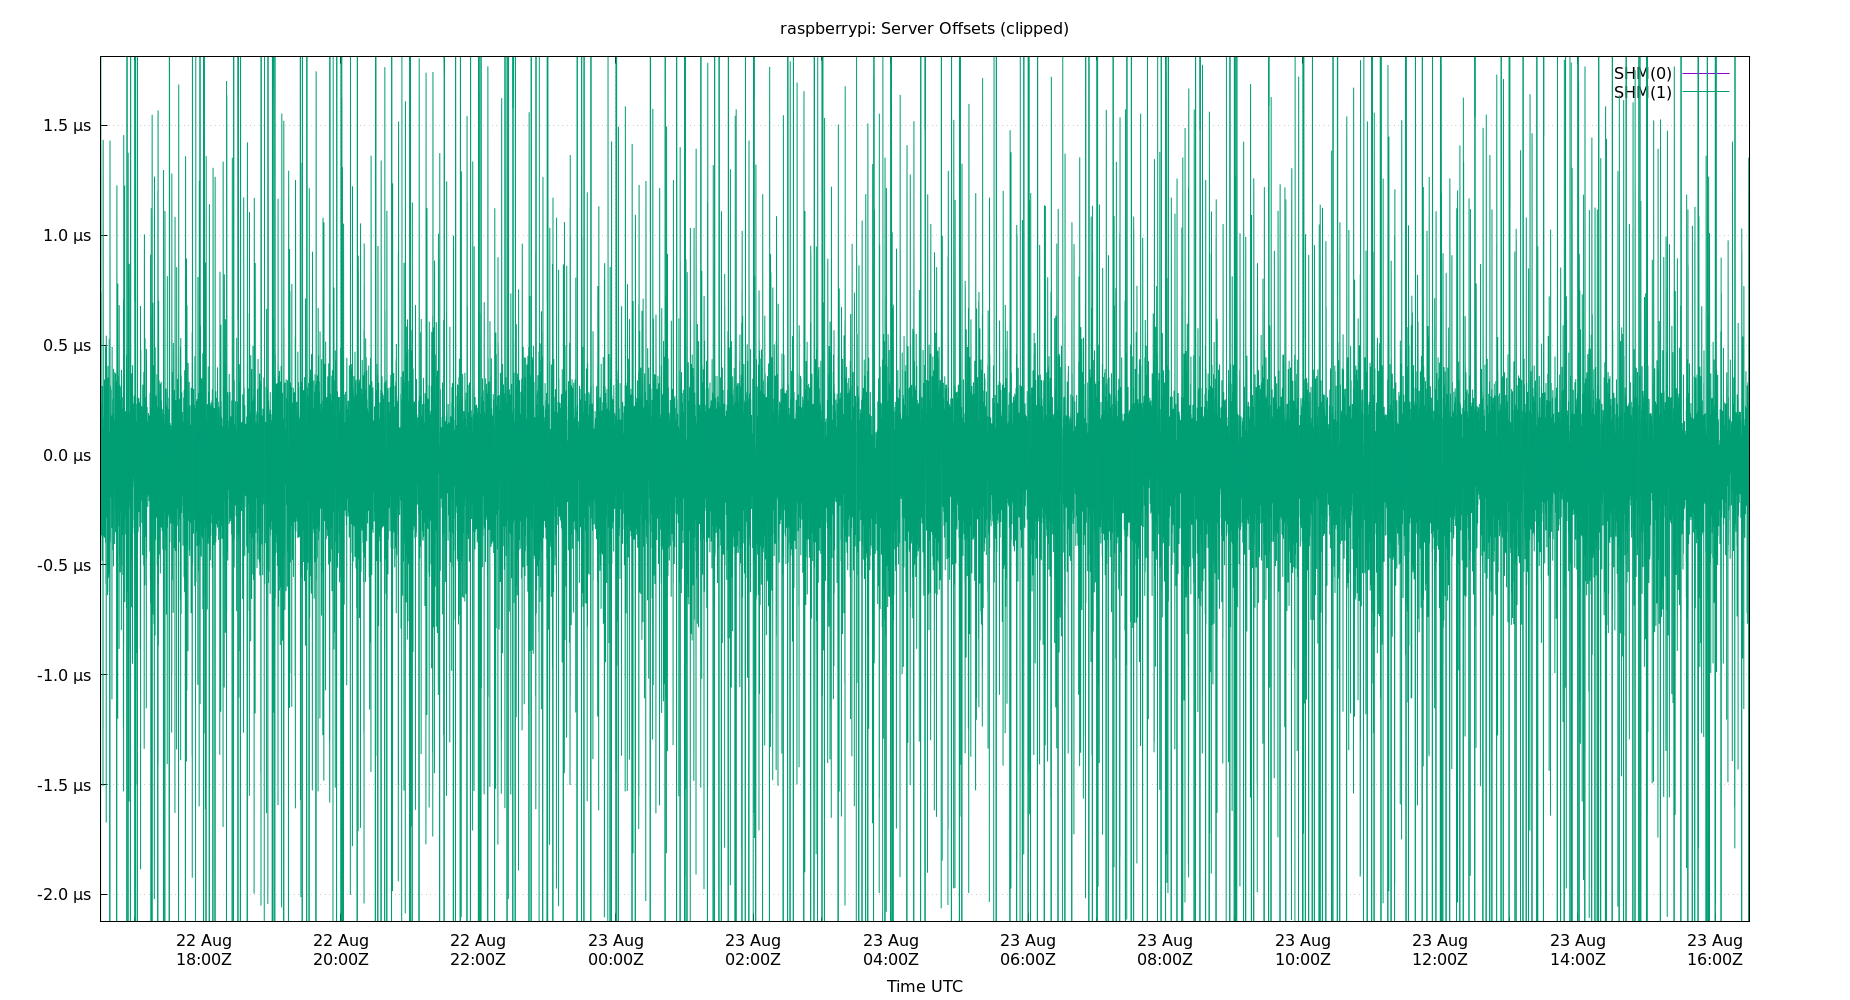 raspberrypi: Server Offsets (clipped)
SHM(0)
SHM(1)
1.5 µs
1.0 µs
0.5 µs
0.0 µs
-0.5 µs
-1.0 µs
-1.5 µs
-2.0 µs
22 Aug 22 Aug 22 Aug 23 Aug 23 Aug 23 Aug 23 Aug 23 Aug 23 Aug 23 Aug 23 Aug 23 Aug
18:00Z 20:00Z 22:00Z 00:00Z 02:00Z 04:00Z 06:00Z 08:00Z 10:00Z 12:00Z 14:00Z 16:00Z
Time UTC